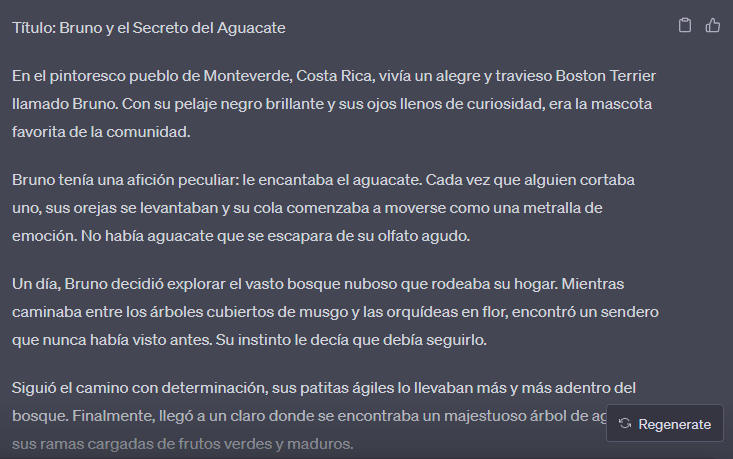 Título: Bruno y el Secreto del Aguacate
En el pintoresco pueblo de Monteverde, Costa Rica, vivía un alegre y travieso Boston Terrier
llamado Bruno. Con su pelaje negro brillante y sus ojos llenos de curiosidad, era la mascota
favorita de la comunidad.
Bruno tenía una afición peculiar: le encantaba el aguacate. Cada vez que alguien cortaba
uno, sus orejas se levantaban y su cola comenzaba a moverse como una metralla de
emoción. No había aguacate que se escapara de su olfato agudo.
Un día, Bruno decidió explorar el vasto bosque nuboso que rodeaba su hogar. Mientras
caminaba entre los árboles cubiertos de musgo y las orquídeas en flor, encontró un sendero
que nunca había visto antes. Su instinto le decía que debía seguirlo.
Siguió el camino con determinación, sus patitas ágiles lo llevaban más y más adentro del
bosque. Finalmente, llegó a un claro donde se encontraba un majestuoso árbol de
sus ramas cargadas de frutos verdes y maduros.
Regenerate